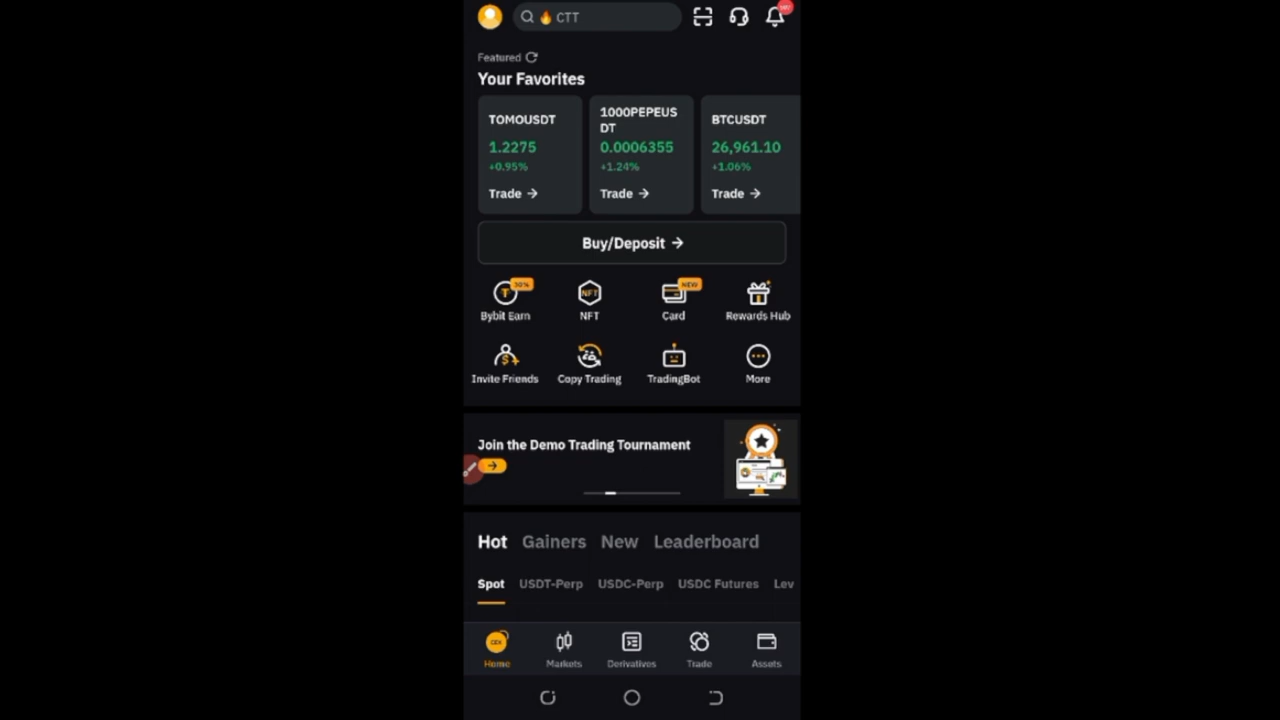 CTT
Featured
Your Favorites
TOMOUSDT
1.2275
+0.95%
Trade →
1000PEPEUS
DT
0.0006355
+1.24%
Trade →
BTCUSDT
26,961.10
+1.06%
Trade →
Buy/Deposit →
30%
Bybit Earn
NFT
NFT
NEW
Card
Rewards Hub
Invite Friends
Copy Trading
TradingBot
More
Join the Demo Trading Tournament
Hot Gainers New Leaderboard
Spot USDT-Perp USDC-Perp USDC Futures Lev
Home Markets Derivatives Trade Assets